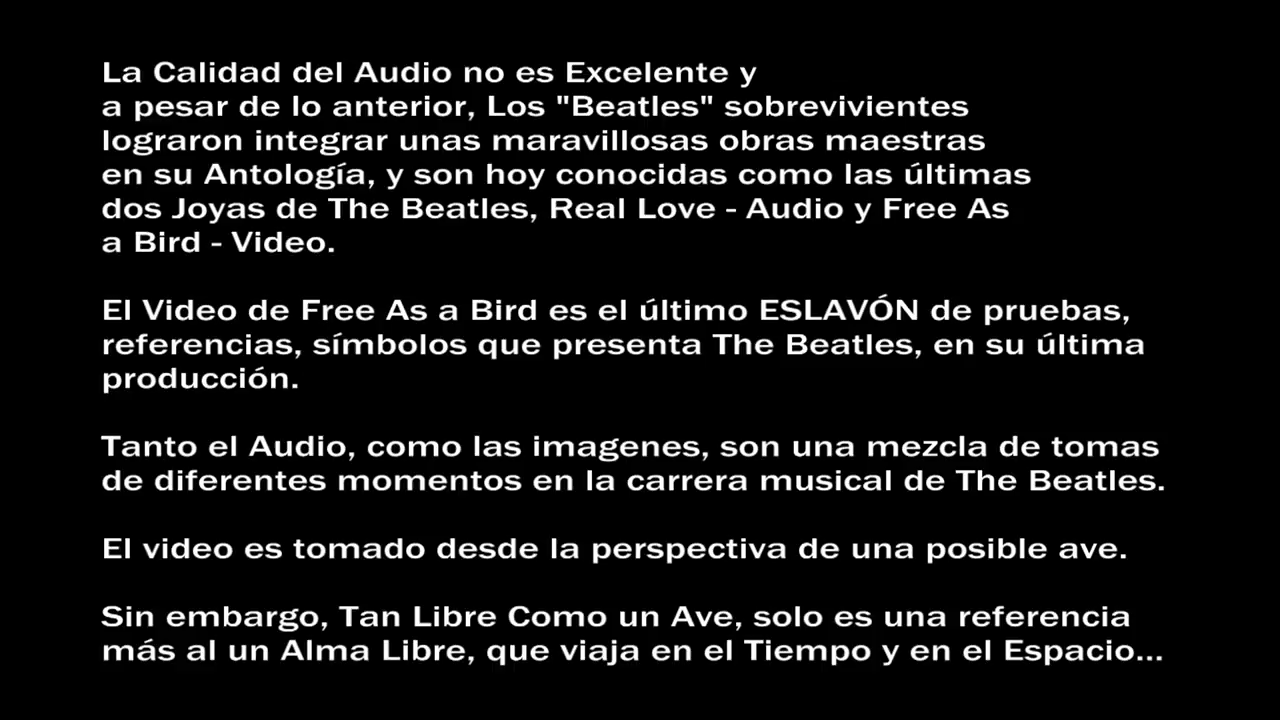 La Calidad del Audio no es Excelente y
a pesar de lo anterior, Los "Beatles" sobrevivientes
lograron integrar unas maravillosas obras maestras
en su Antología, y son hoy conocidas como las últimas
dos Joyas de The Beatles, Real Love - Audio y Free As
a Bird - Video.
El Video de Free As a Bird es el último ESLAVÓN de pruebas,
referencias, símbolos que presenta The Beatles, en su última
producción.
Tanto el Audio, como las imagenes, son una mezcla de tomas
de diferentes momentos en la carrera musical de The Beatles.
El video es tomado desde la perspectiva de una posible ave.
Sin embargo, Tan Libre Como un Ave, solo es una referencia
más al un Alma Libre, que viaja en el Tiempo y en el Espacio...